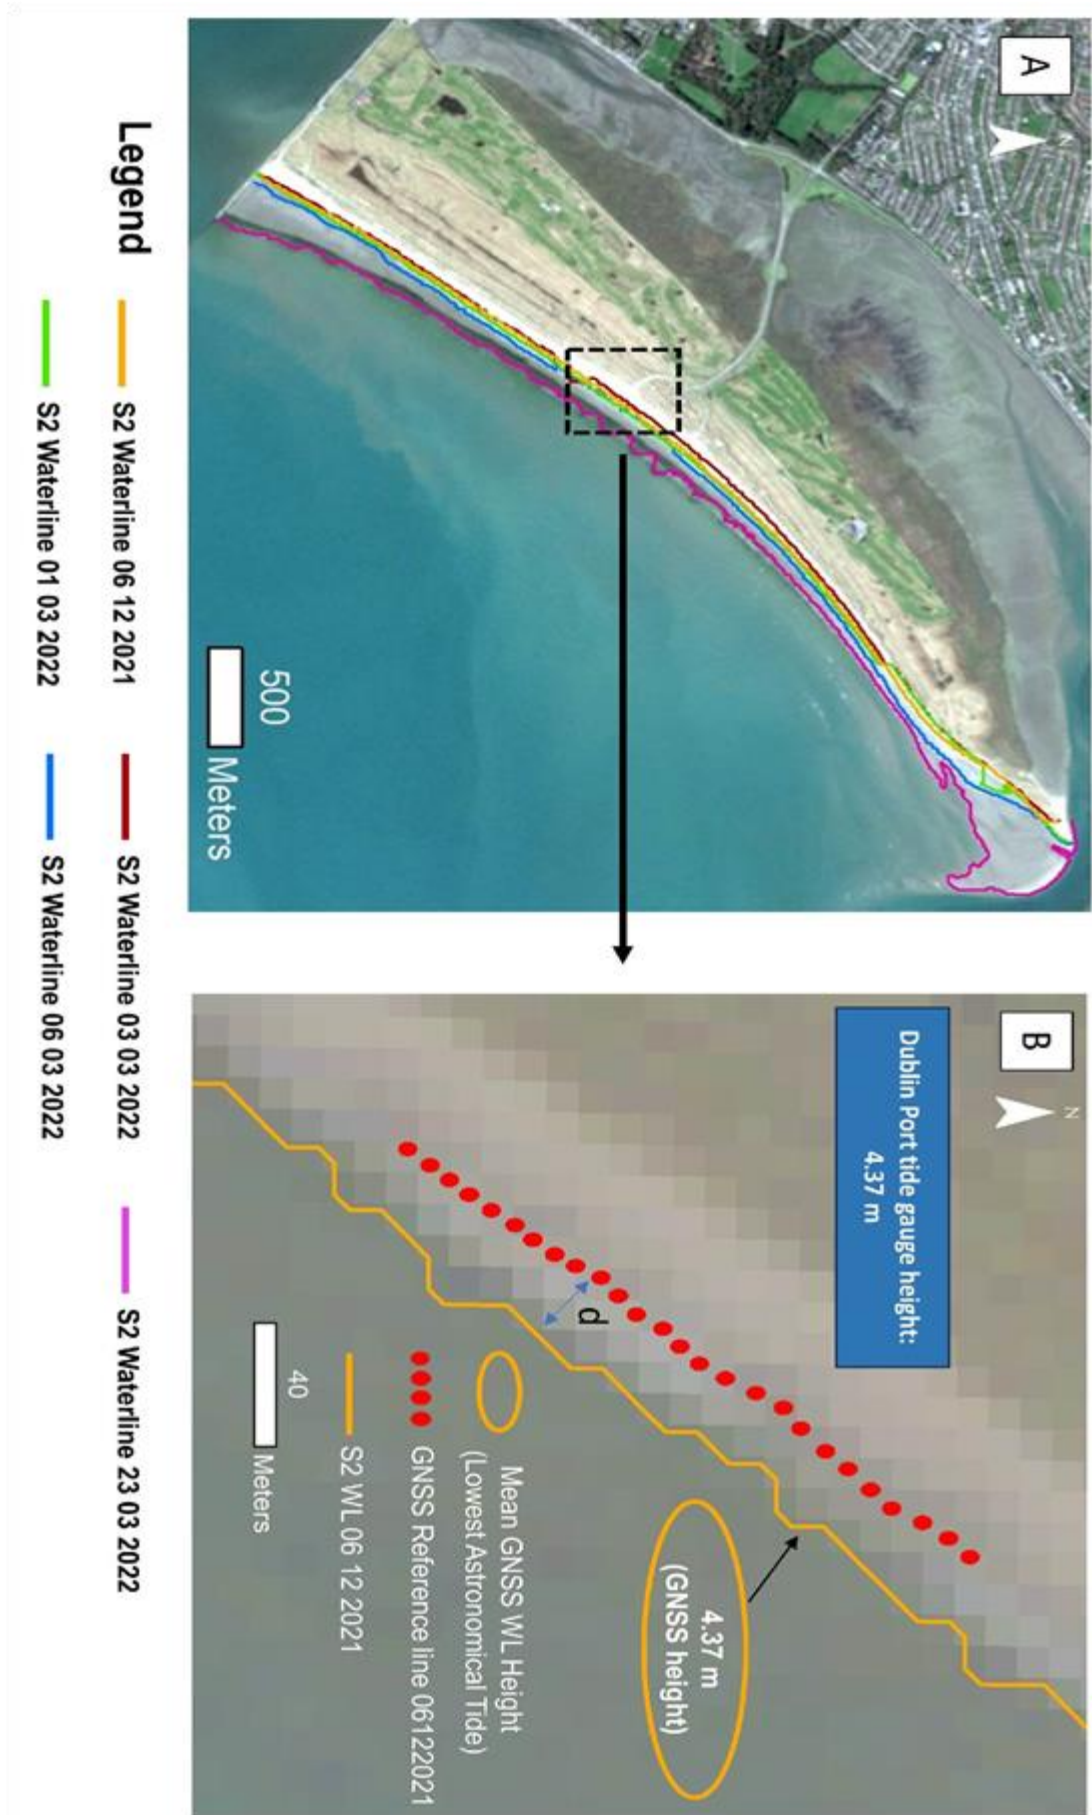 A
N
500
Meters
B
N
Dublin Port tide gauge height:
4.37 m
d
4.37 m
(GNSS height)
Mean GNSS WL Height
(Lowest Astronomical Tide)
GNSS Reference line 06122021
S2 WL 06 12 2021
40
Meters
Legend
S2 Waterline 06 12 2021
S2 Waterline 03 03 2022
S2 Waterline 23 03 2022
S2 Waterline 01 03 2022
S2 Waterline 06 03 2022